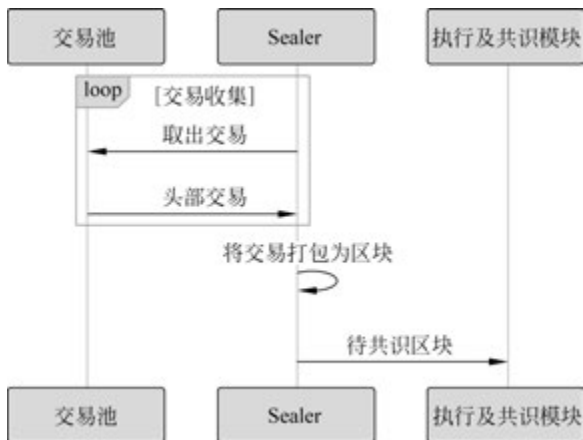 交易池
Sealer
执行及共识模块
loop
[交易收集]
取出交易
头部交易
将交易打包为区块
待共识区块
交易池
Sealer
执行及共识模块